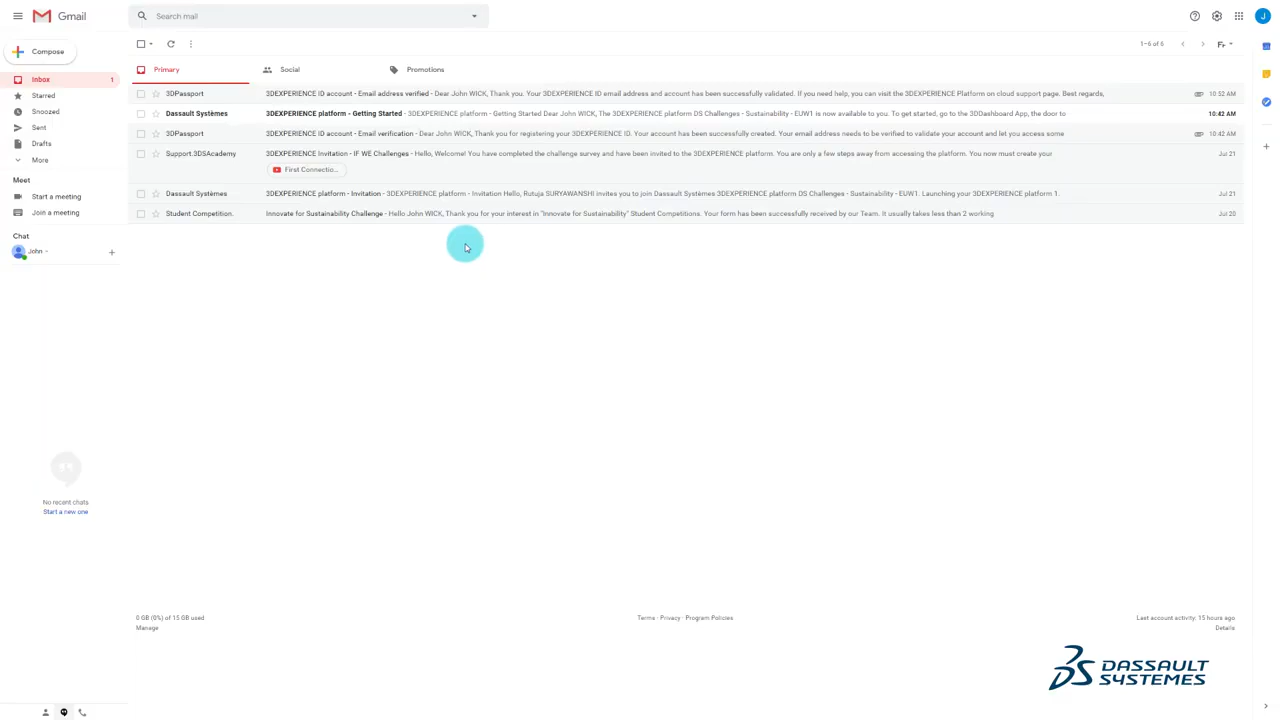 Gmail
Search mail
J
Compose
1–6 of 6
Inbox 1
Primary
Social
Promotions
Starred
3DPassport 3DEXPERIENCE ID account - Email address verified - Dear John WICK, Thank you. Your 3DEXPERIENCE ID email address and account has been successfully validated. If you need help, you can visit the 3DEXPERIENCE Platform on cloud support page. Best regards, 10:52 AM
Snoozed
Dassault Systèmes 3DEXPERIENCE platform - Getting Started - 3DEXPERIENCE platform - Getting Started Dear John WICK, The 3DEXPERIENCE platform DS Challenges - Sustainability - EUW1 is now available to you. To get started, go to the 3DDashboard App, the door to 10:42 AM
Sent
3DPassport 3DEXPERIENCE ID account - Email verification - Dear John WICK, Thank you for registering your 3DEXPERIENCE ID. Your account has been successfully created. Your email address needs to be verified to validate your account and let you access some 10:42 AM
Drafts
Support.3DSAcademy 3DEXPERIENCE Invitation - IF WE Challenges - Hello, Welcome! You have completed the challenge survey and have been invited to the 3DEXPERIENCE platform. You are only a few steps away from accessing the platform. You now must create your Jul 21
More
First Connectio...
Meet
Dassault Systèmes 3DEXPERIENCE platform - Invitation - 3DEXPERIENCE platform - Invitation Hello, Rutuja SURYAWANSHI invites you to join Dassault Systèmes 3DEXPERIENCE platform DS Challenges - Sustainability - EUW1. Launching your 3DEXPERIENCE platform 1. Jul 21
Start a meeting
Student Competition. Innovate for Sustainability Challenge - Hello John WICK, Thank you for your interest in "Innovate for Sustainability" Student Competitions. Your form has been successfully received by our Team. It usually takes less than 2 working Jul 20
Join a meeting
Chat
John
No recent chats
Start a new one
0 GB (0%) of 15 GB used
Manage
Terms · Privacy · Program Policies
Last account activity: 15 hours ago
Details
DASSAULT
SYSTEMES